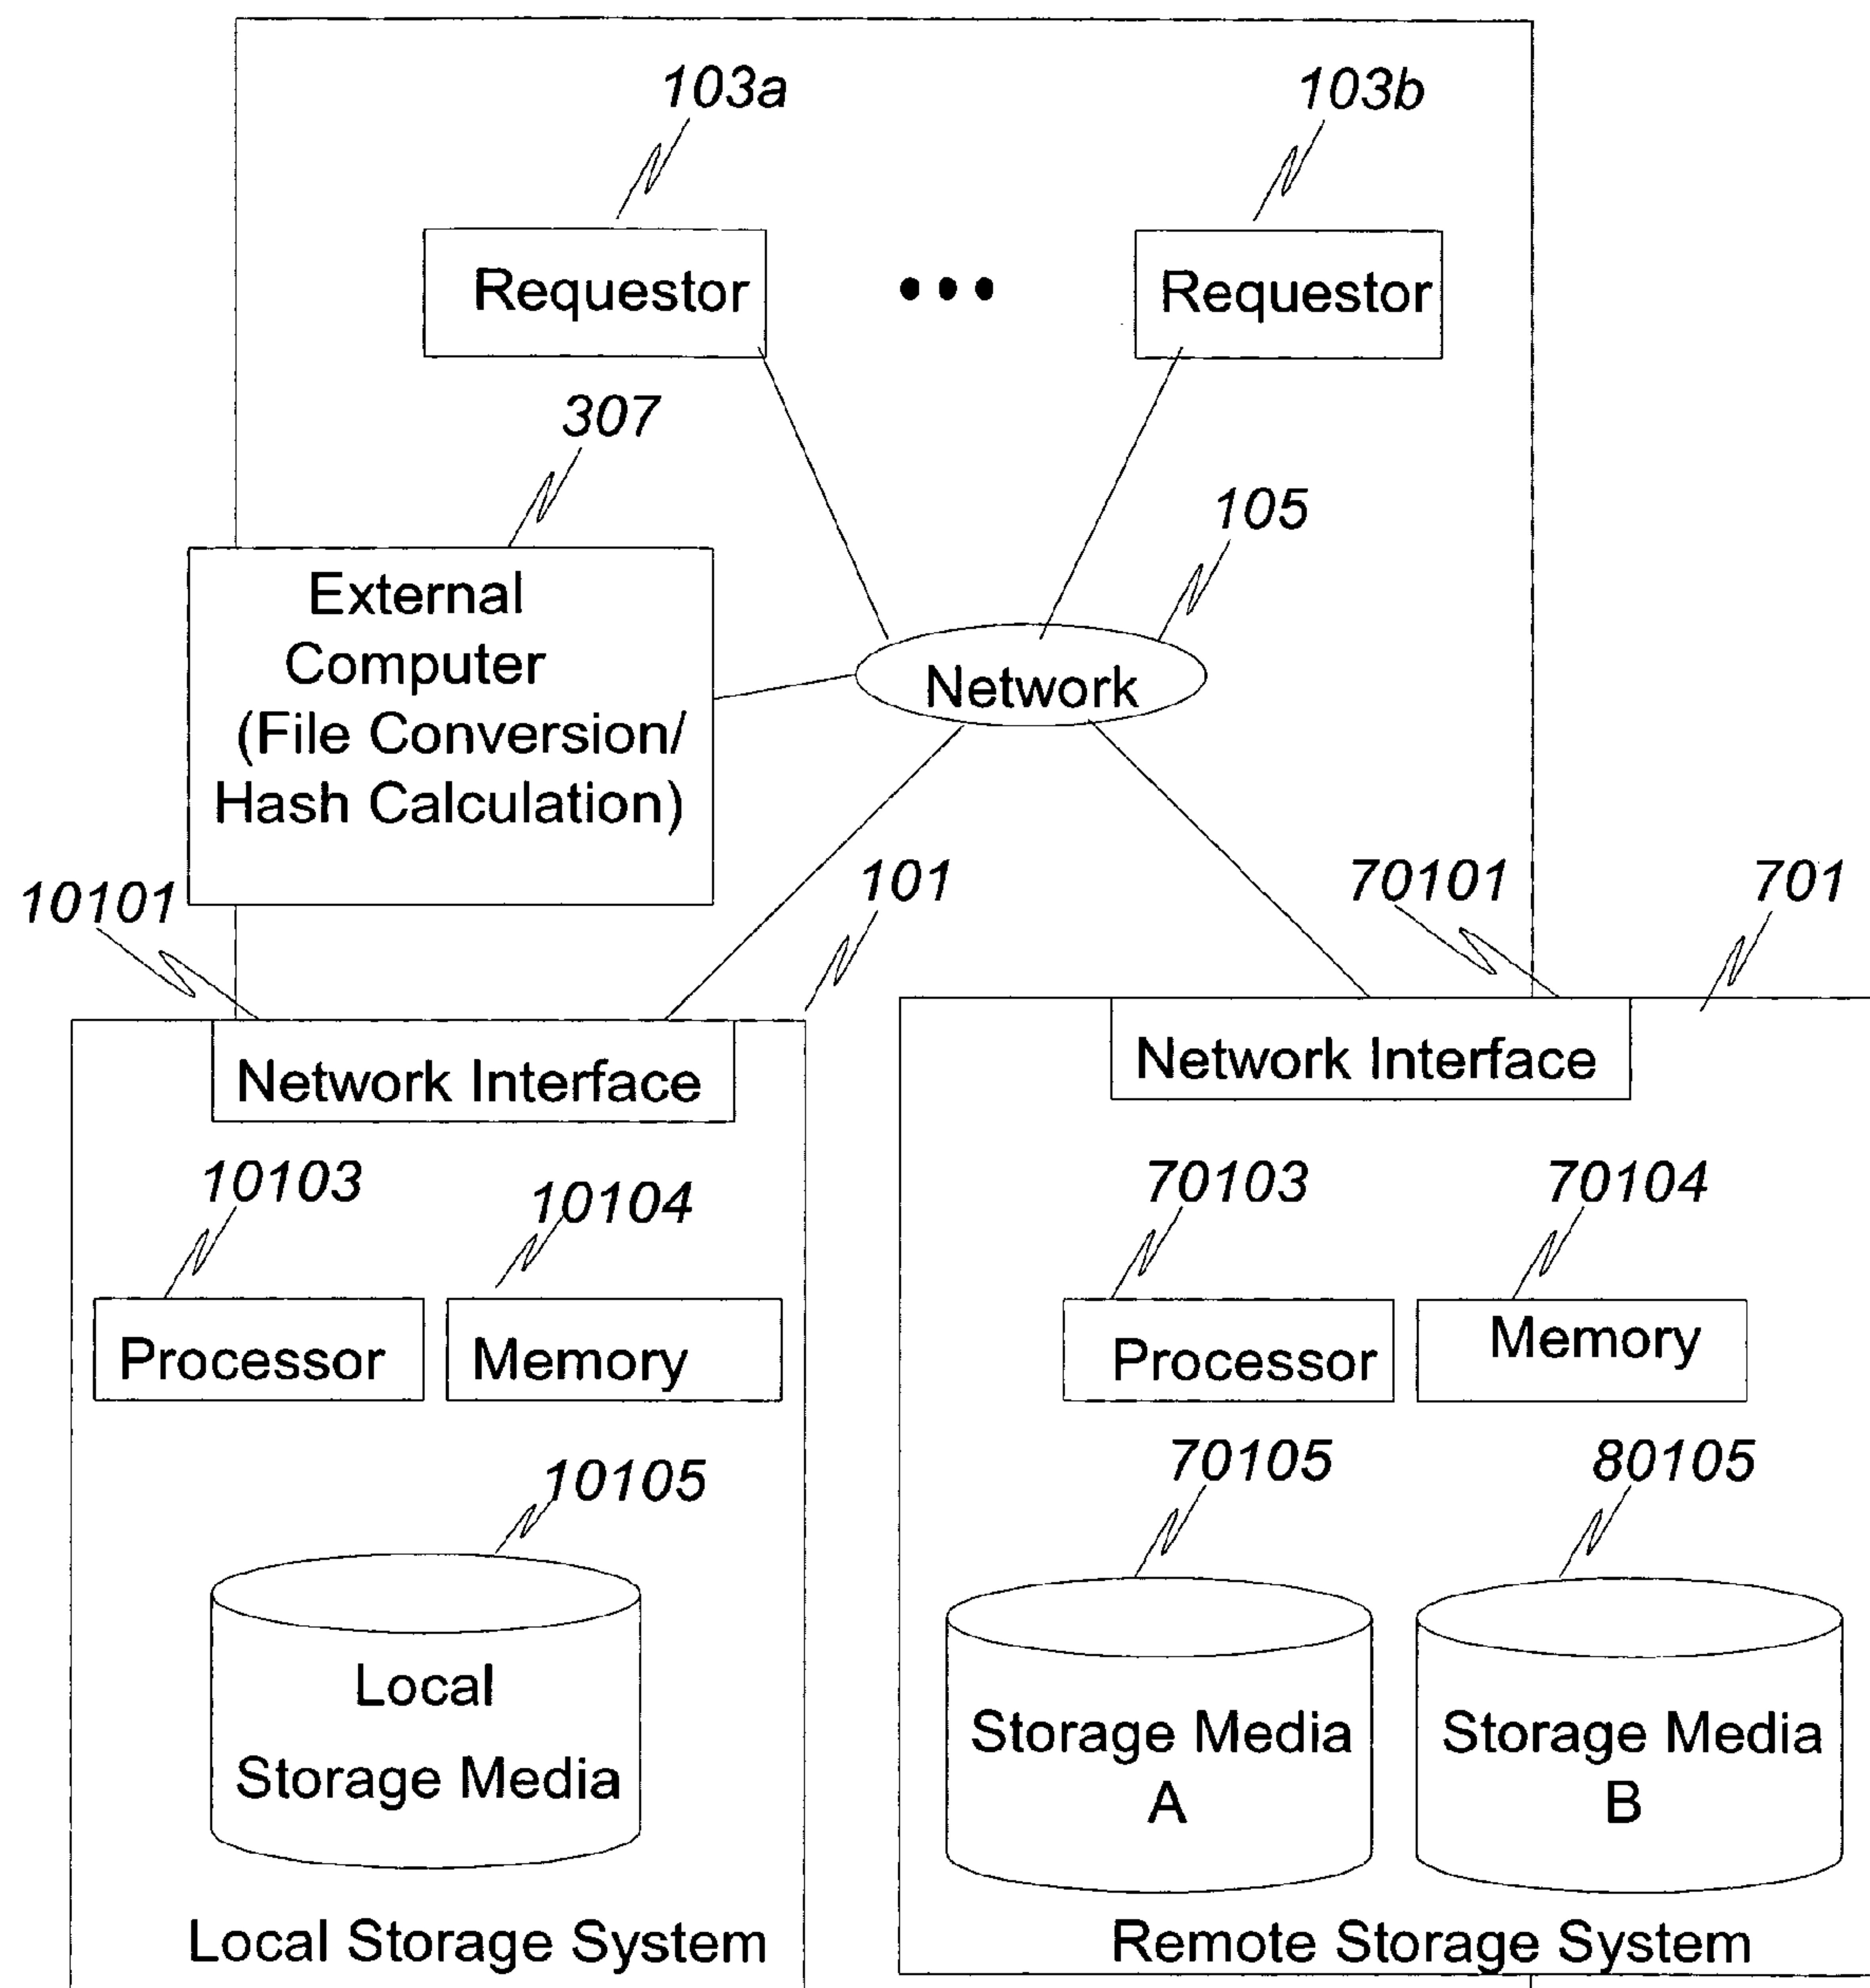 103a
103b
Requestor
Requestor
307
105
External
Computer
(File Conversion/
Hash Calculation)
Network
10101
101
70101
701
Network Interface
Network Interface
10103
10104
70103
70104
Processor
Memory
Processor
Memory
10105
70105
80105
Local
Storage Media
Storage Media
A
Storage Media
B
Local Storage System
Remote Storage System